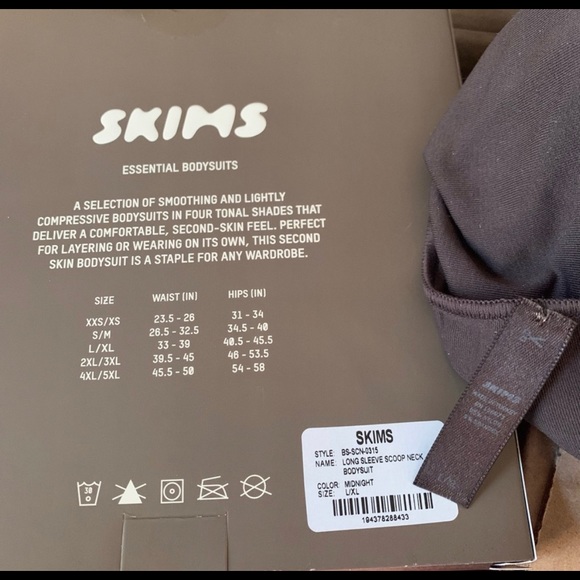 SKIMS
ESSENTIAL BODYSUITS
A SELECTION OF SMOOTHING AND LIGHTLY
COMPRESSIVE BODYSUITS IN FOUR TONAL SHADES THAT
DELIVER A COMFORTABLE, SECOND-SKIN FEEL. PERFECT
FOR LAYERING OR WEARING ON ITS OWN, THIS SECOND
SKIN BODYSUIT IS A STAPLE FOR ANY WARDROBE.
SIZE WAIST (IN) HIPS (IN)
XXS/XS 23.5 - 26 31 - 34
S/M 26.5 - 32.5 34.5 - 40
L/XL 33 - 39 40.5 - 45.5
2XL/3XL 39.5 - 45 46 - 53.5
4XL/5XL 45.5 - 50 54 - 58
30
SKIMS
STYLE: BS-SCN-0315
NAME: LONG SLEEVE SCOOP NECK
BODYSUIT
COLOR: MIDNIGHT
SIZE: L/XL
194378288433
SKIMS